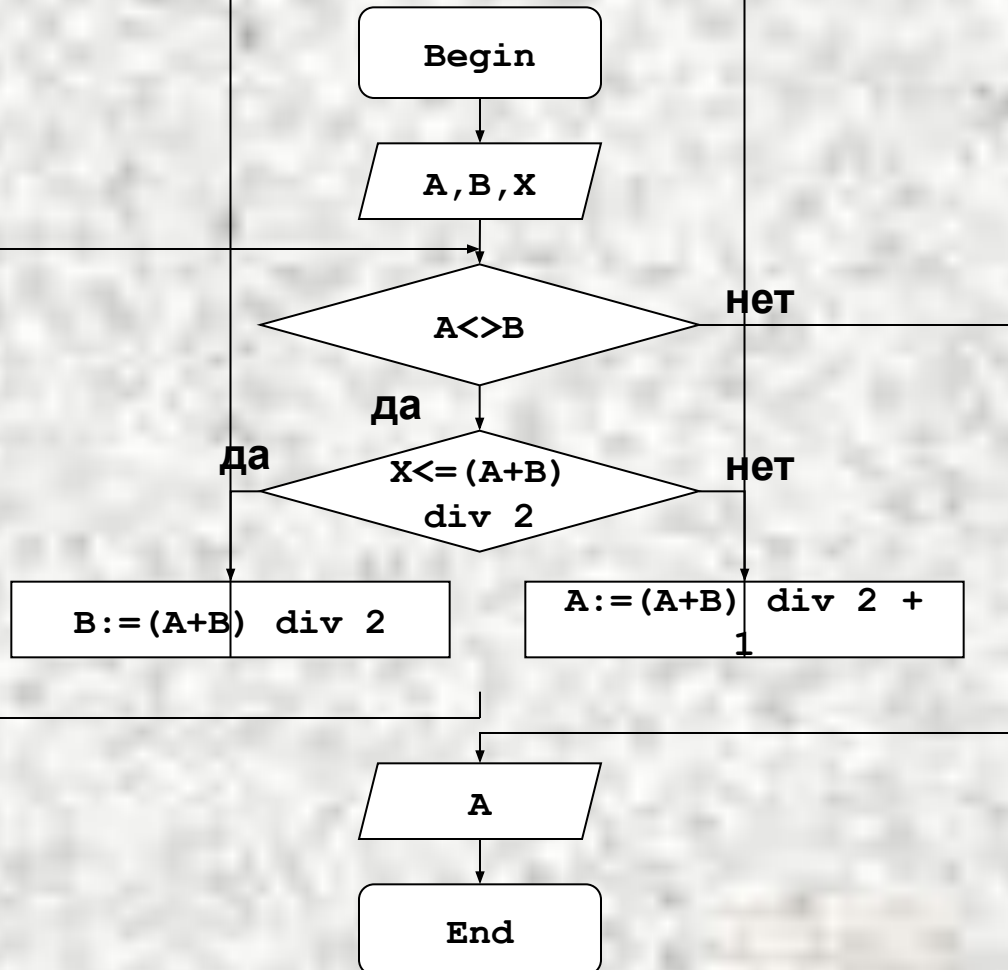 Begin
A,B,X
нет
A<>B
да
да
X<=(A+B)
div 2
нет
B:=(A+B) div 2
A:=(A+B) div 2 +
1
A
End